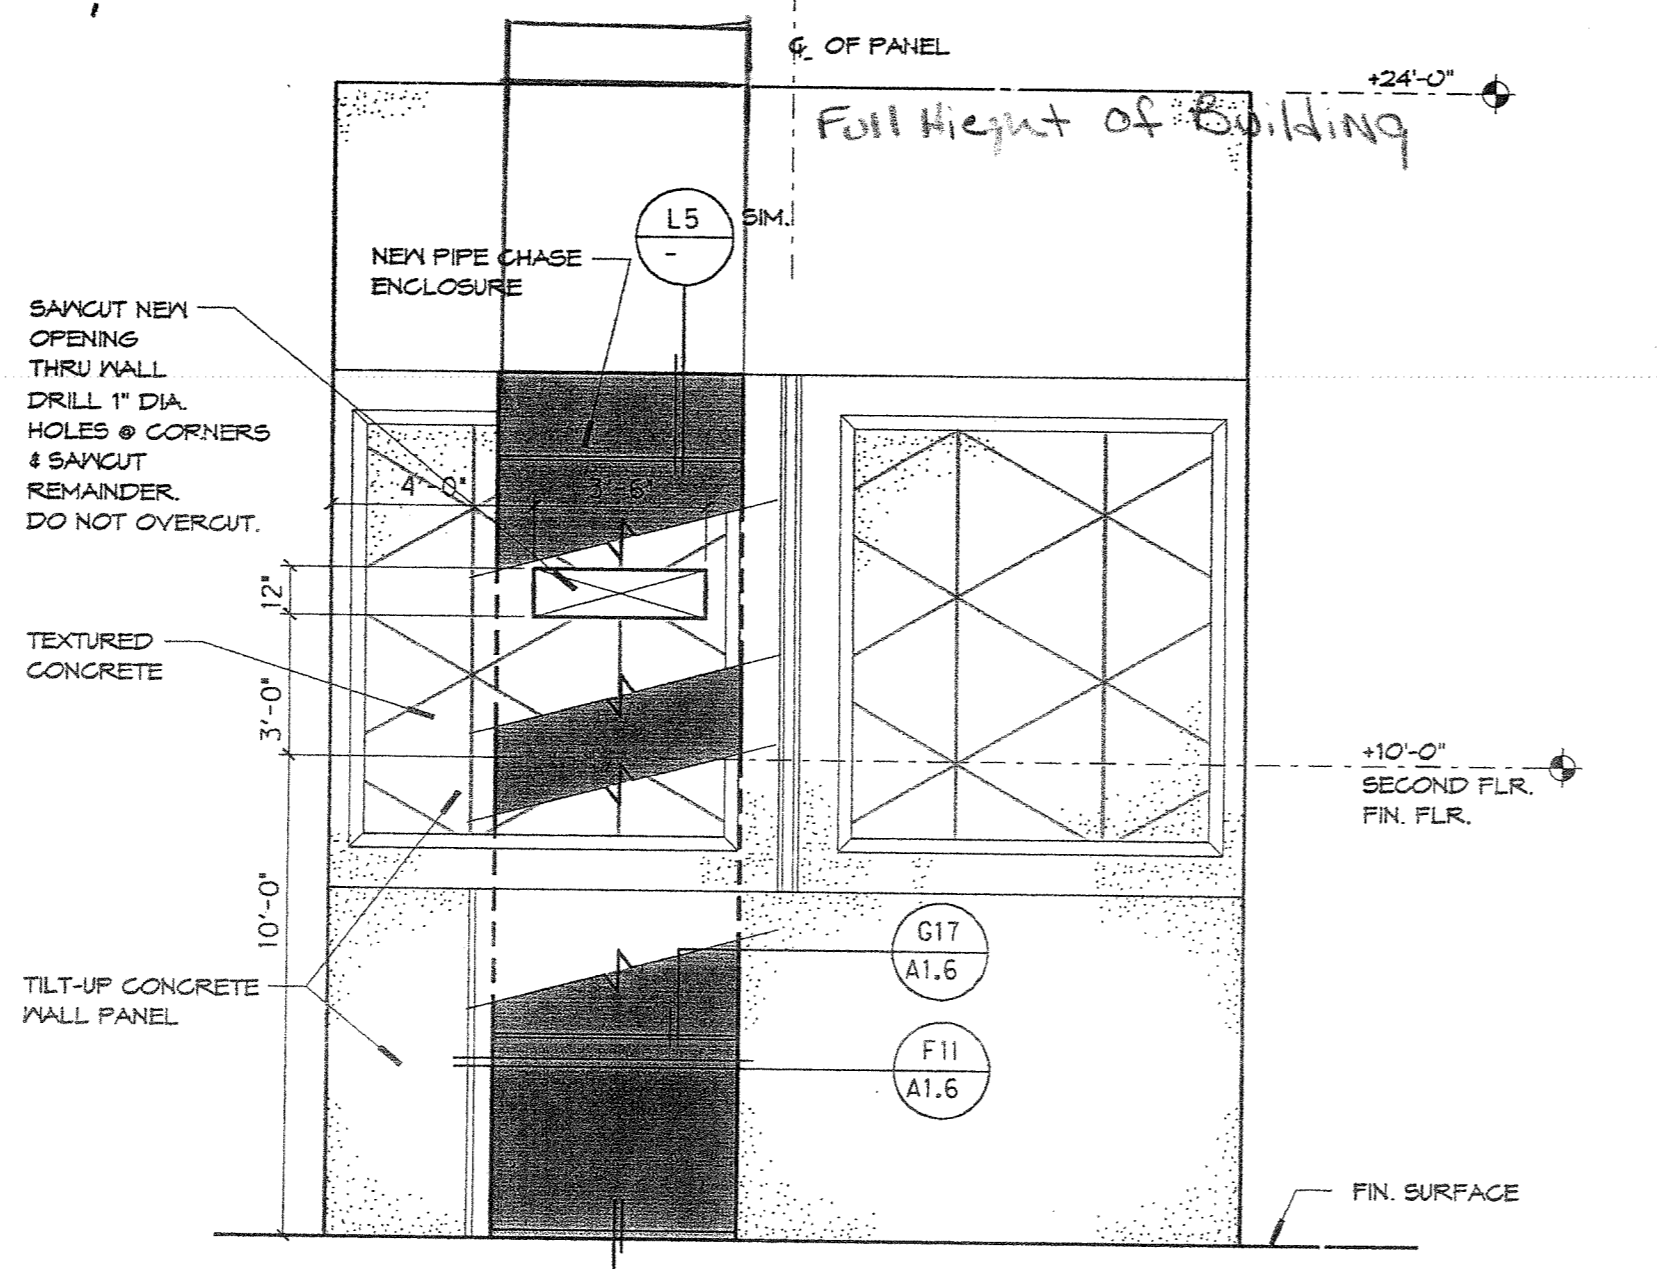 ℄ OF PANEL
+24'-0"
Full Hieght of Building
L5
-
SIM.
NEW PIPE CHASE
ENCLOSURE
SAWCUT NEW
OPENING
THRU WALL
DRILL 1" DIA.
HOLES @ CORNERS
& SAWCUT
REMAINDER.
DO NOT OVERCUT.
4'-0"
3'-6"
12"
TEXTURED
CONCRETE
3'-0"
+10'-0"
SECOND FLR.
FIN. FLR.
10'-0"
G17
A1.6
TILT-UP CONCRETE
WALL PANEL
F11
A1.6
FIN. SURFACE